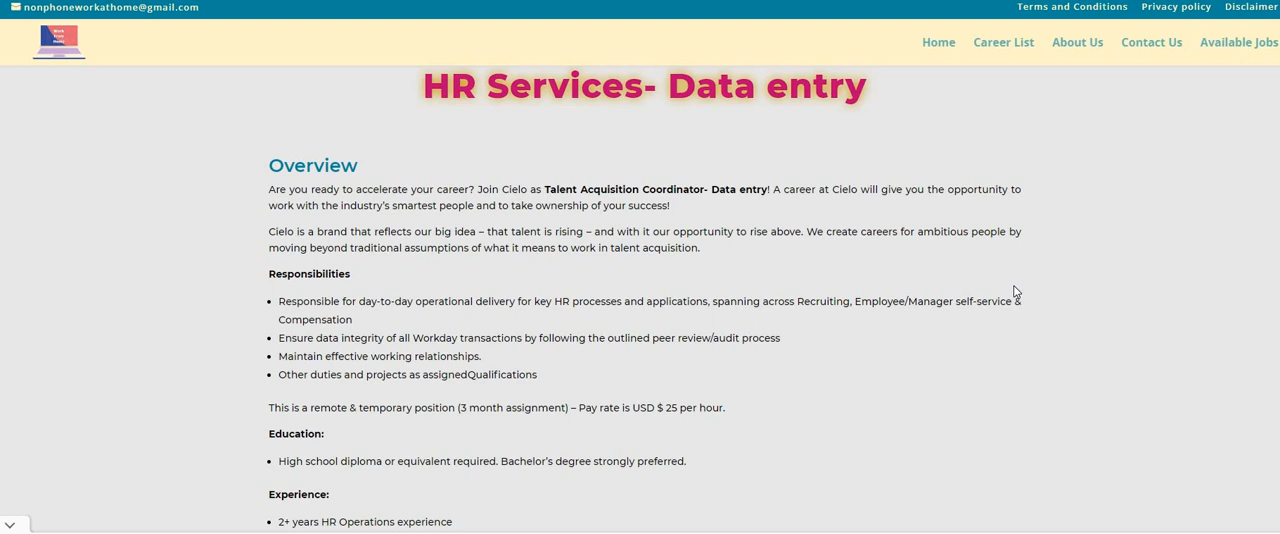 nonphoneworkathome@gmail.com
Terms and Conditions Privacy policy Disclaimer
Work From Home
Home Career List About Us Contact Us Available Jobs
HR Services- Data entry
Overview
Are you ready to accelerate your career? Join Cielo as Talent Acquisition Coordinator- Data entry! A career at Cielo will give you the opportunity to
work with the industry’s smartest people and to take ownership of your success!
Cielo is a brand that reflects our big idea – that talent is rising – and with it our opportunity to rise above. We create careers for ambitious people by
moving beyond traditional assumptions of what it means to work in talent acquisition.
Responsibilities
• Responsible for day-to-day operational delivery for key HR processes and applications, spanning across Recruiting, Employee/Manager self-service &
Compensation
• Ensure data integrity of all Workday transactions by following the outlined peer review/audit process
• Maintain effective working relationships.
• Other duties and projects as assignedQualifications
This is a remote & temporary position (3 month assignment) – Pay rate is USD $ 25 per hour.
Education:
• High school diploma or equivalent required. Bachelor’s degree strongly preferred.
Experience:
• 2+ years HR Operations experience